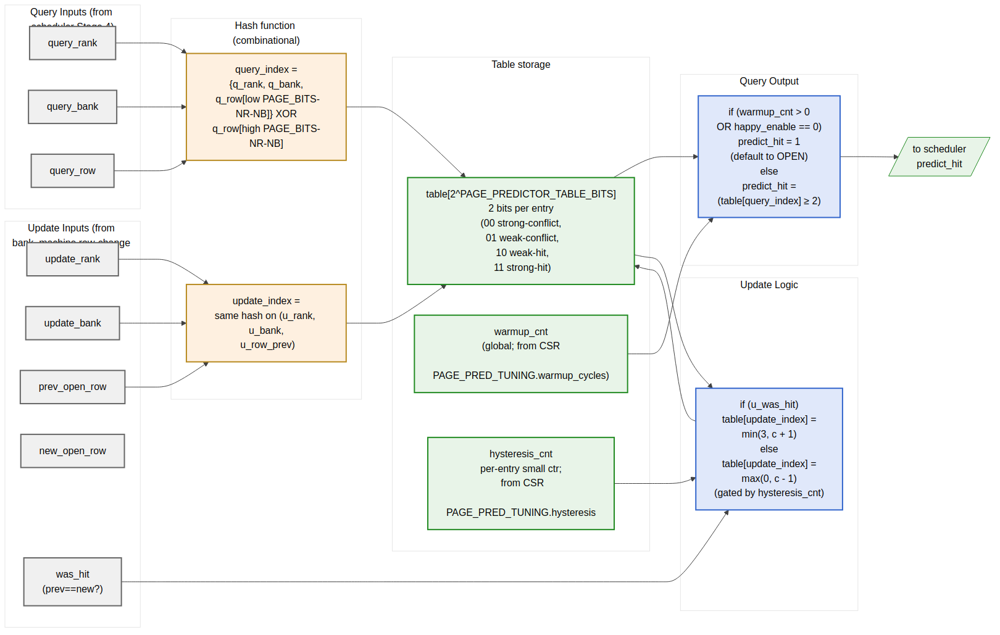 Query Inputs (from
scheduler Stage 4)
query_rank
query_bank
query_row
Update Inputs (from
bank_machine row change
update_rank
update_bank
prev_open_row
new_open_row
was_hit
(prev==new?)
Hash function
(combinational)
query_index =
{q_rank, q_bank,
q_row[low PAGE_BITS-
NR-NB]} XOR
q_row[high PAGE_BITS-
NR-NB]
update_index =
same hash on (u_rank,
u_bank,
u_row_prev)
Table storage
table[2^PAGE_PREDICTOR_TABLE_BITS]
2 bits per entry
(00 strong-conflict,
01 weak-conflict,
10 weak-hit,
11 strong-hit)
warmup_cnt
(global; from CSR
PAGE_PRED_TUNING.warmup_cycles)
hysteresis_cnt
per-entry small ctr;
from CSR
PAGE_PRED_TUNING.hysteresis
Query Output
if (warmup_cnt > 0
OR happy_enable == 0)
predict_hit = 1
(default to OPEN)
else
predict_hit =
(table[query_index] ≥ 2)
Update Logic
if (u_was_hit)
table[update_index] =
min(3, c + 1)
else
table[update_index] =
max(0, c - 1)
(gated by hysteresis_cnt)
to scheduler
predict_hit